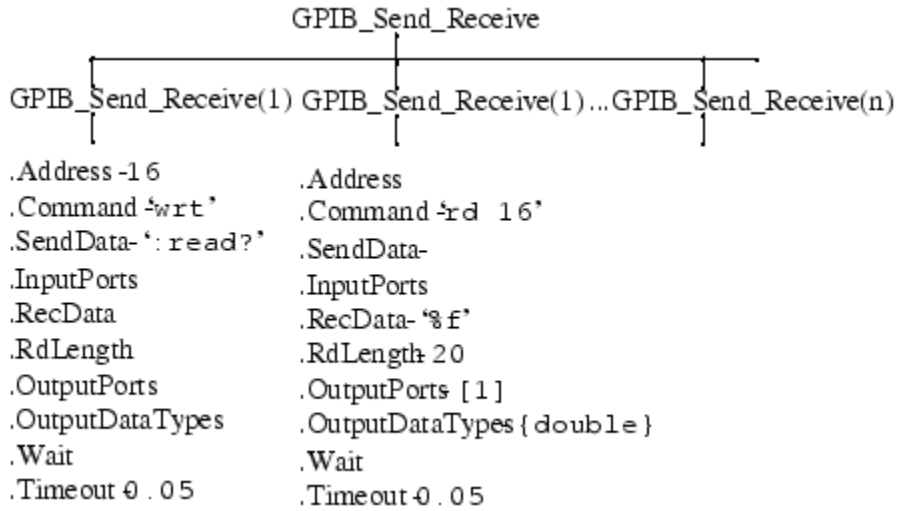 GPIB_Send_Receive
GPIB_Send_Receive(1) GPIB_Send_Receive(1)...GPIB_Send_Receive(n)
.Address-16
.Command-‘wrt’
.SendData-‘:read?’
.InputPorts
.RecData
.RdLength
.OutputPorts
.OutputDataTypes
.Wait
.Timeout-0.05
.Address
.Command-‘rd 16’
.SendData-
.InputPorts
.RecData-‘%f’
.RdLength-20
.OutputPorts-[1]
.OutputDataTypes-{double}
.Wait
.Timeout-0.05